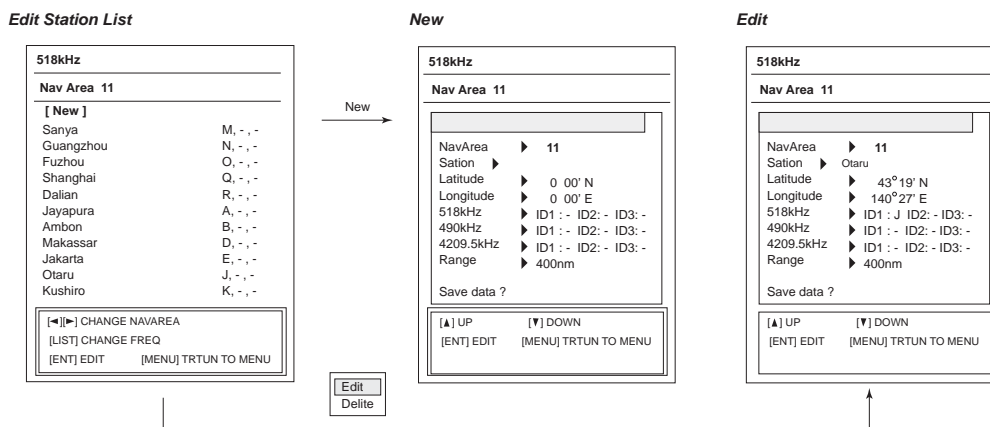 Edit Station List
518kHz
Nav Area 11
[ New ]
Sanya M, - , -
Guangzhou N, - , -
Fuzhou O, - , -
Shanghai Q, - , -
Dalian R, - , -
Jayapura A, - , -
Ambon B, - , -
Makassar D, - , -
Jakarta E, - , -
Otaru J, - , -
Kushiro K, - , -
[◄][►] CHANGE NAVAREA
[LIST] CHANGE FREQ
[ENT] EDIT [MENU] TRTUN TO MENU
New
Edit
Delite
New
518kHz
Nav Area 11
NavArea ▶ 11
Sation ▶
Latitude ▶ 0 00' N
Longitude ▶ 0 00' E
518kHz ▶ ID1 : - ID2: - ID3: -
490kHz ▶ ID1 : - ID2: - ID3: -
4209.5kHz ▶ ID1 : - ID2: - ID3: -
Range ▶ 400nm
Save data ?
[▲] UP [▼] DOWN
[ENT] EDIT [MENU] TRTUN TO MENU
Edit
518kHz
Nav Area 11
NavArea ▶ 11
Sation ▶ Otaru
Latitude ▶ 43° 19' N
Longitude ▶ 140° 27' E
518kHz ▶ ID1 : J ID2: - ID3: -
490kHz ▶ ID1 : - ID2: - ID3: -
4209.5kHz ▶ ID1 : - ID2: - ID3: -
Range ▶ 400nm
Save data ?
[▲] UP [▼] DOWN
[ENT] EDIT [MENU] TRTUN TO MENU